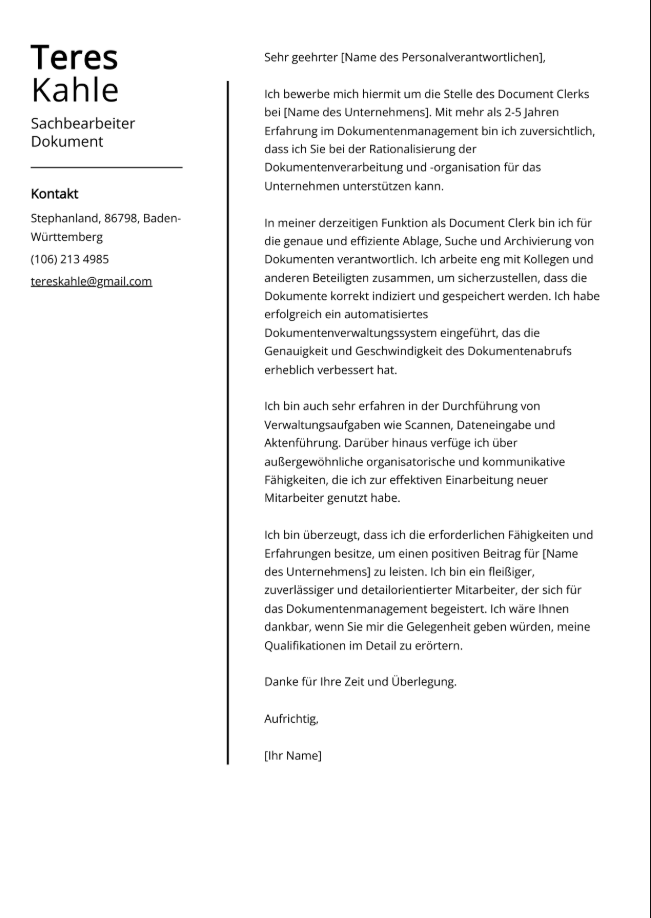 Teres
Kahle
Sachbearbeiter
Dokument
Kontakt
Stephanland, 86798, Baden-
Württemberg
(106) 213 4985
tereskahle@gmail.com
Sehr geehrter [Name des Personalverantwortlichen],
Ich bewerbe mich hiermit um die Stelle des Document Clerks
bei [Name des Unternehmens]. Mit mehr als 2-5 Jahren
Erfahrung im Dokumentenmanagement bin ich zuversichtlich,
dass ich Sie bei der Rationalisierung der
Dokumentenverarbeitung und -organisation für das
Unternehmen unterstützen kann.
In meiner derzeitigen Funktion als Document Clerk bin ich für
die genaue und effiziente Ablage, Suche und Archivierung von
Dokumenten verantwortlich. Ich arbeite eng mit Kollegen und
anderen Beteiligten zusammen, um sicherzustellen, dass die
Dokumente korrekt indiziert und gespeichert werden. Ich habe
erfolgreich ein automatisiertes
Dokumentenverwaltungssystem eingeführt, das die
Genauigkeit und Geschwindigkeit des Dokumentenabrufs
erheblich verbessert hat.
Ich bin auch sehr erfahren in der Durchführung von
Verwaltungsaufgaben wie Scannen, Dateneingabe und
Aktenführung. Darüber hinaus verfüge ich über
außergewöhnliche organisatorische und kommunikative
Fähigkeiten, die ich zur effektiven Einarbeitung neuer
Mitarbeiter genutzt habe.
Ich bin überzeugt, dass ich die erforderlichen Fähigkeiten und
Erfahrungen besitze, um einen positiven Beitrag für [Name
des Unternehmens] zu leisten. Ich bin ein fleißiger,
zuverlässiger und detailorientierter Mitarbeiter, der sich für
das Dokumentenmanagement begeistert. Ich wäre Ihnen
dankbar, wenn Sie mir die Gelegenheit geben würden, meine
Qualifikationen im Detail zu erörtern.
Danke für Ihre Zeit und Überlegung.
Aufrichtig,
[Ihr Name]